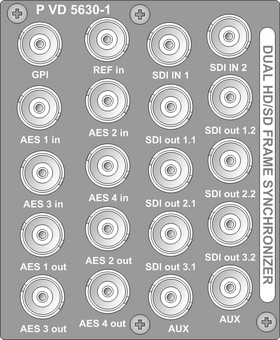 P VD 5630-1
GPI
REF in
SDI IN 1
SDI IN 2
AES 1 in
AES 2 in
SDI out 1.1
SDI out 1.2
AES 3 in
AES 4 in
SDI out 2.1
SDI out 2.2
AES 1 out
AES 2 out
SDI out 3.1
SDI out 3.2
AES 3 out
AES 4 out
AUX
AUX
DUAL HD/SD FRAME SYNCHRONIZER